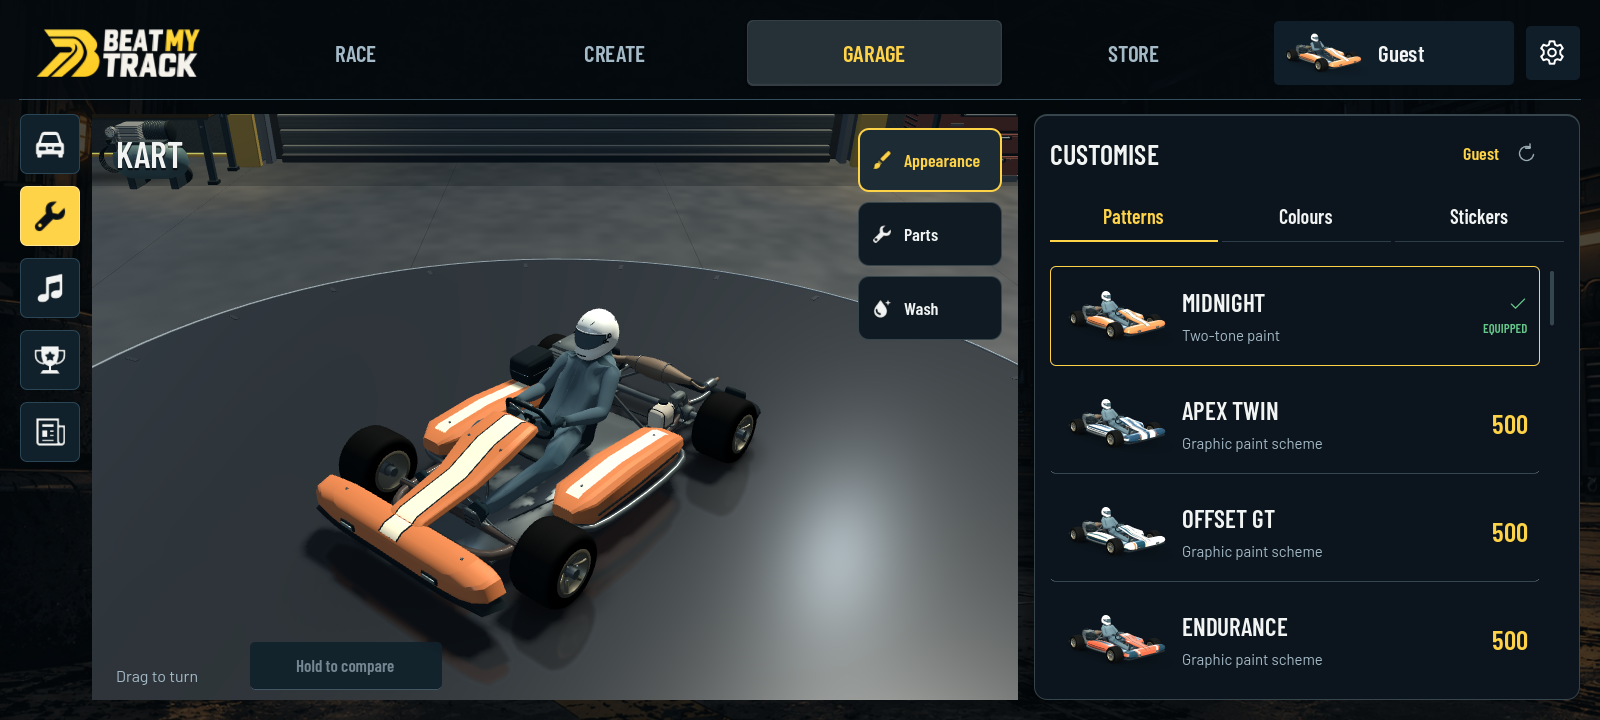 BEATMY
TRACK
RACE
CREATE
GARAGE
STORE
Guest
KART
Appearance
Parts
Wash
Drag to turn
Hold to compare
CUSTOMISE
Guest
Patterns
Colours
Stickers
MIDNIGHT
Two-tone paint
EQUIPPED
APEX TWIN
Graphic paint scheme
500
OFFSET GT
Graphic paint scheme
500
ENDURANCE
Graphic paint scheme
500